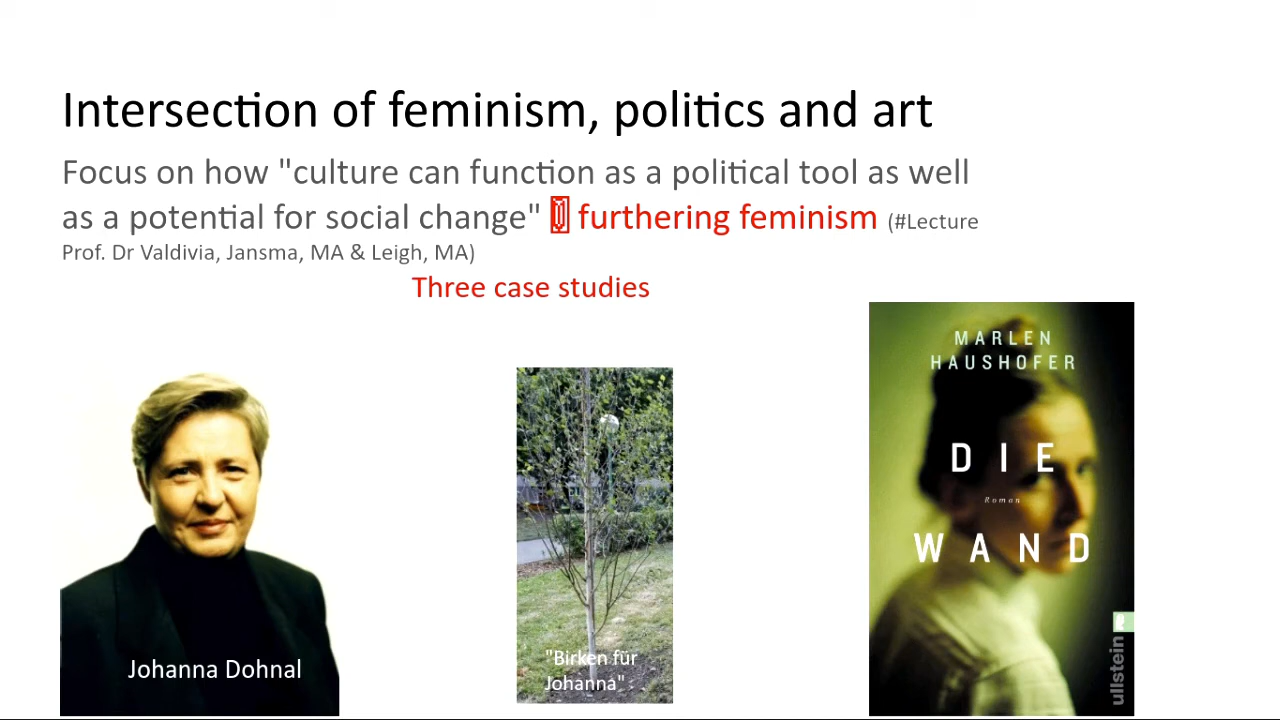 Intersection of feminism, politics and art
Focus on how "culture can function as a political tool as well
as a potential for social change" furthering feminism (#Lecture
Prof. Dr Valdivia, Jansma, MA & Leigh, MA)
Three case studies
MARLEN
HAUSHOFER
DIE
Roman
WAND
ullstein
Johanna Dohnal
"Birken für
Johanna"